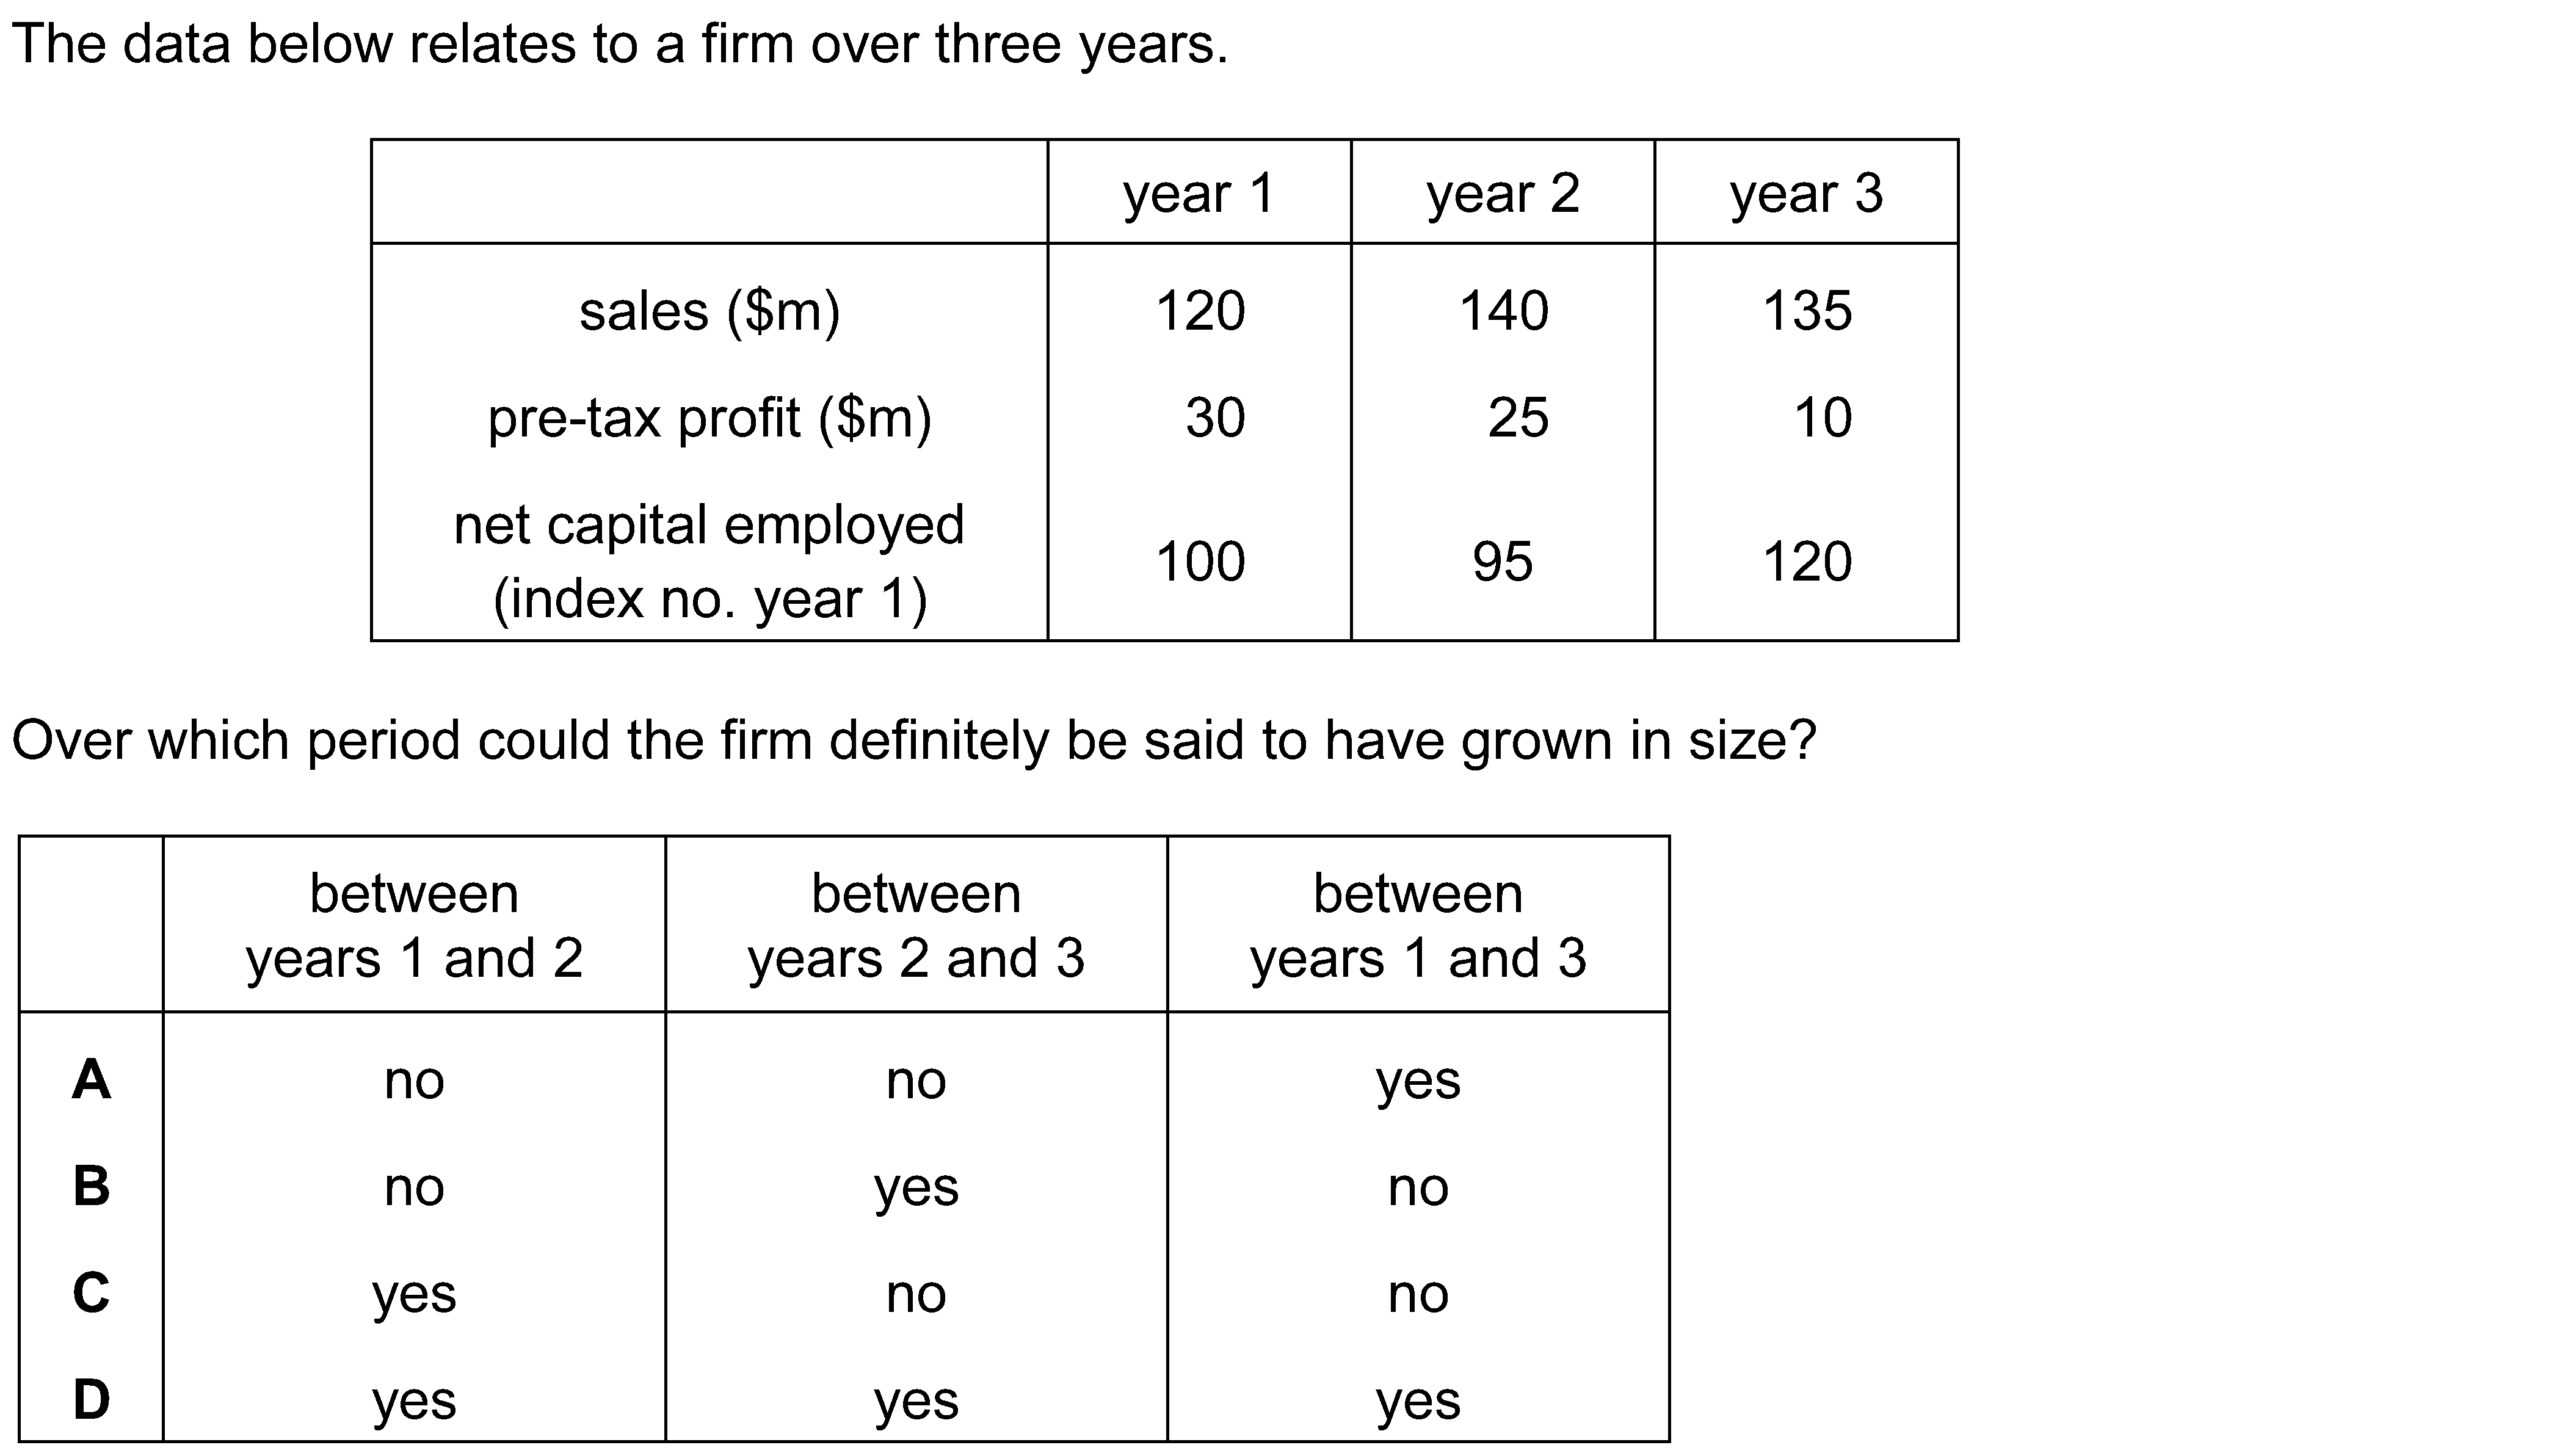 The data below relates to a firm over three years.
year 1 year 2 year 3
sales ($m) 120 140 135
pre-tax profit ($m) 30 25 10
net capital employed
(index no. year 1) 100 95 120
Over which period could the firm definitely be said to have grown in size?
between between between
years 1 and 2 years 2 and 3 years 1 and 3
A no no yes
B no yes no
C yes no no
D yes yes yes